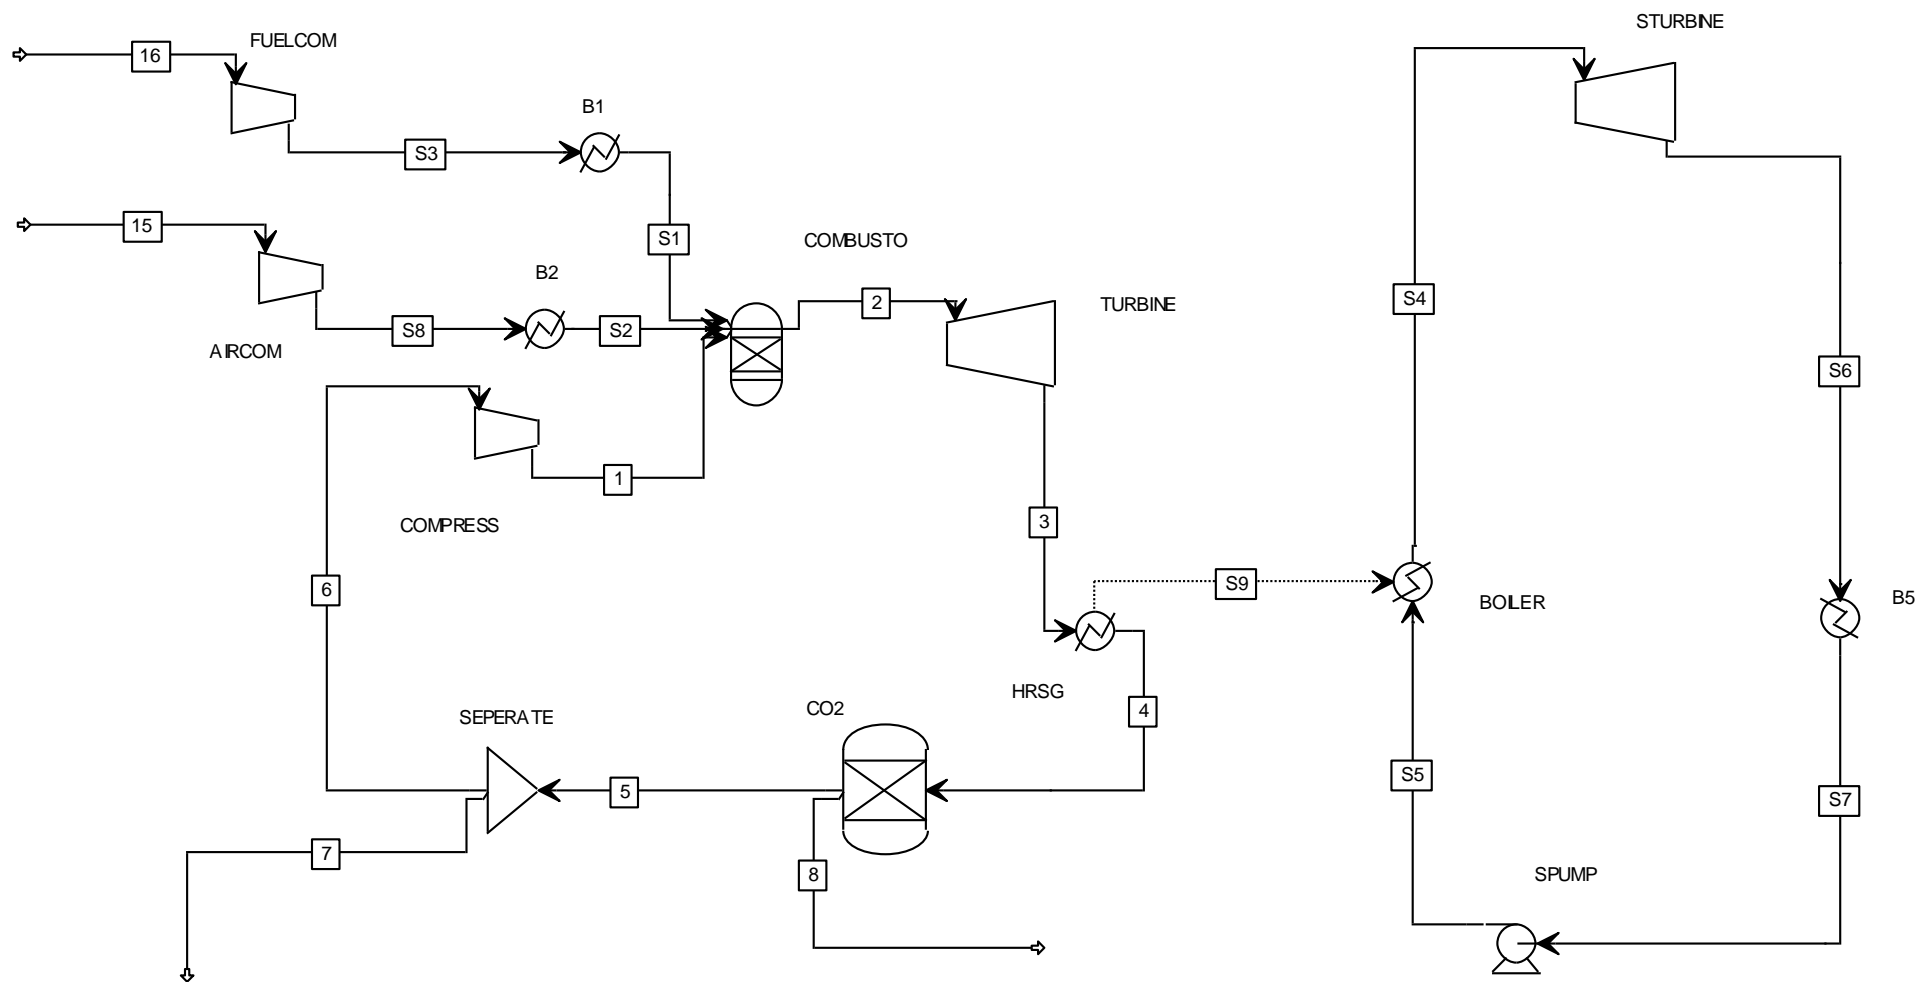 STURBINE
FUELCOM
16
B1
S3
15
S1
COMBUSTO
B2
2
TURBINE
S4
S8
S2
AIRCOM
S6
1
COMPRESS
3
6
S9
BOILER
B5
HRSG
SEPERATE
CO2
4
S5
5
S7
7
8
SPUMP